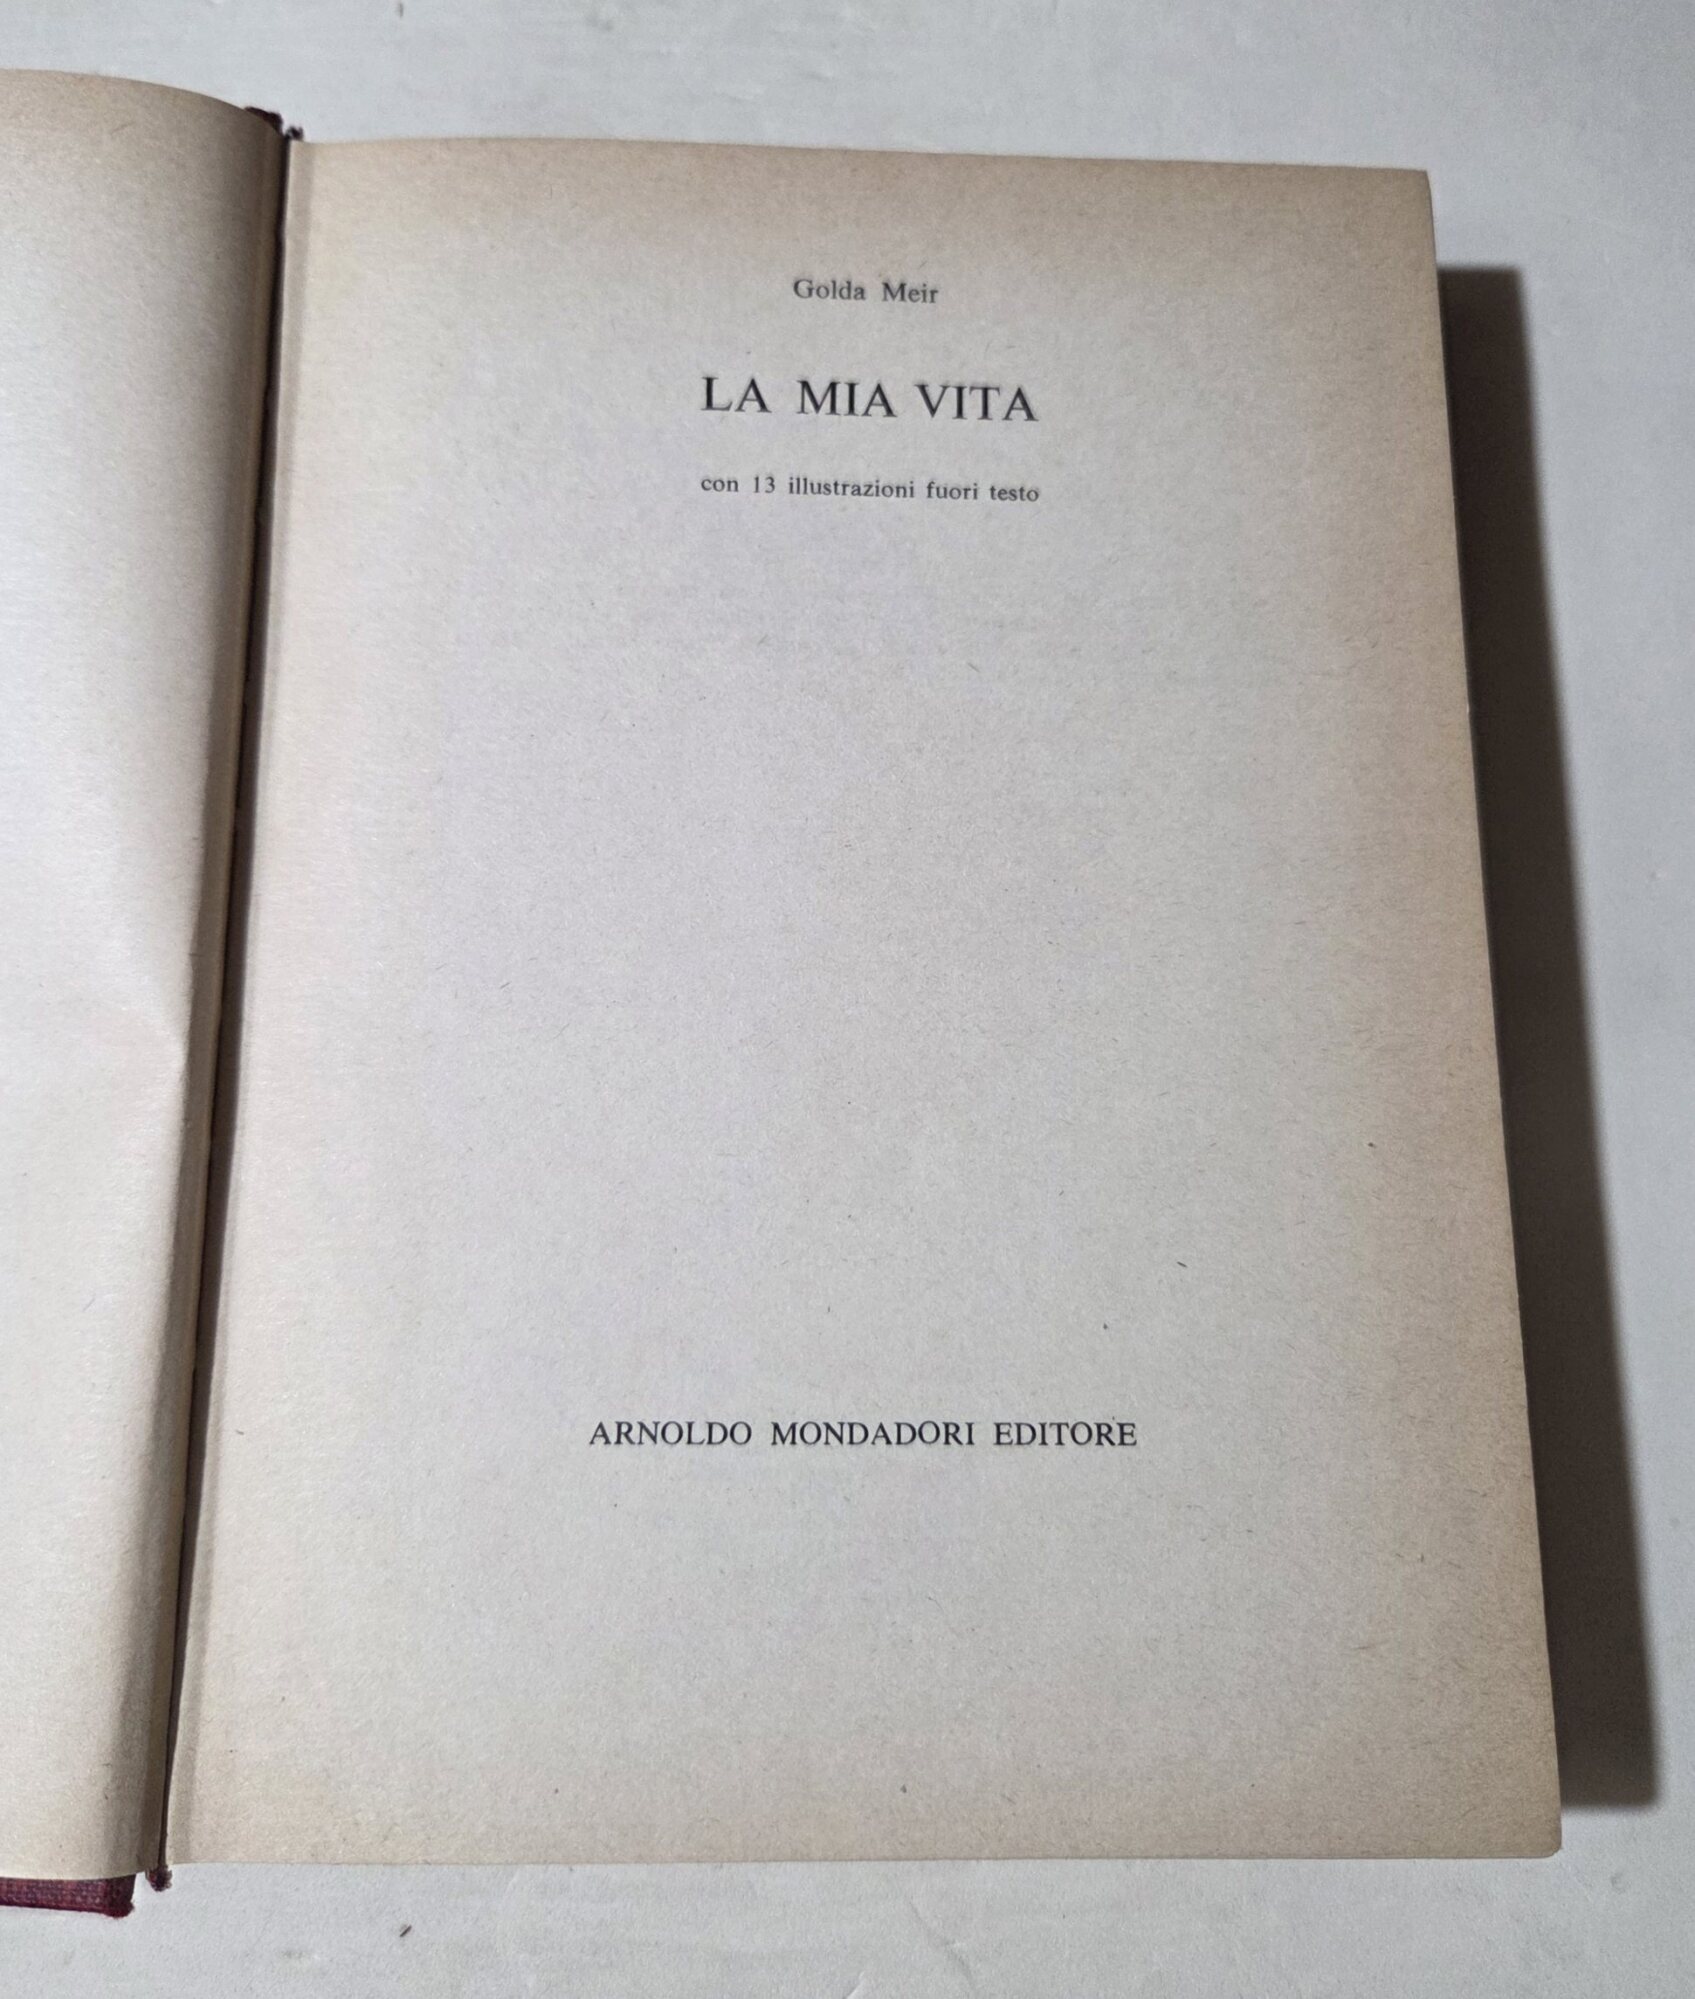 Golda Meir
LA MIA VITA
con 13 illustrazioni fuori testo
ARNOLDO MONDADORI EDITORE